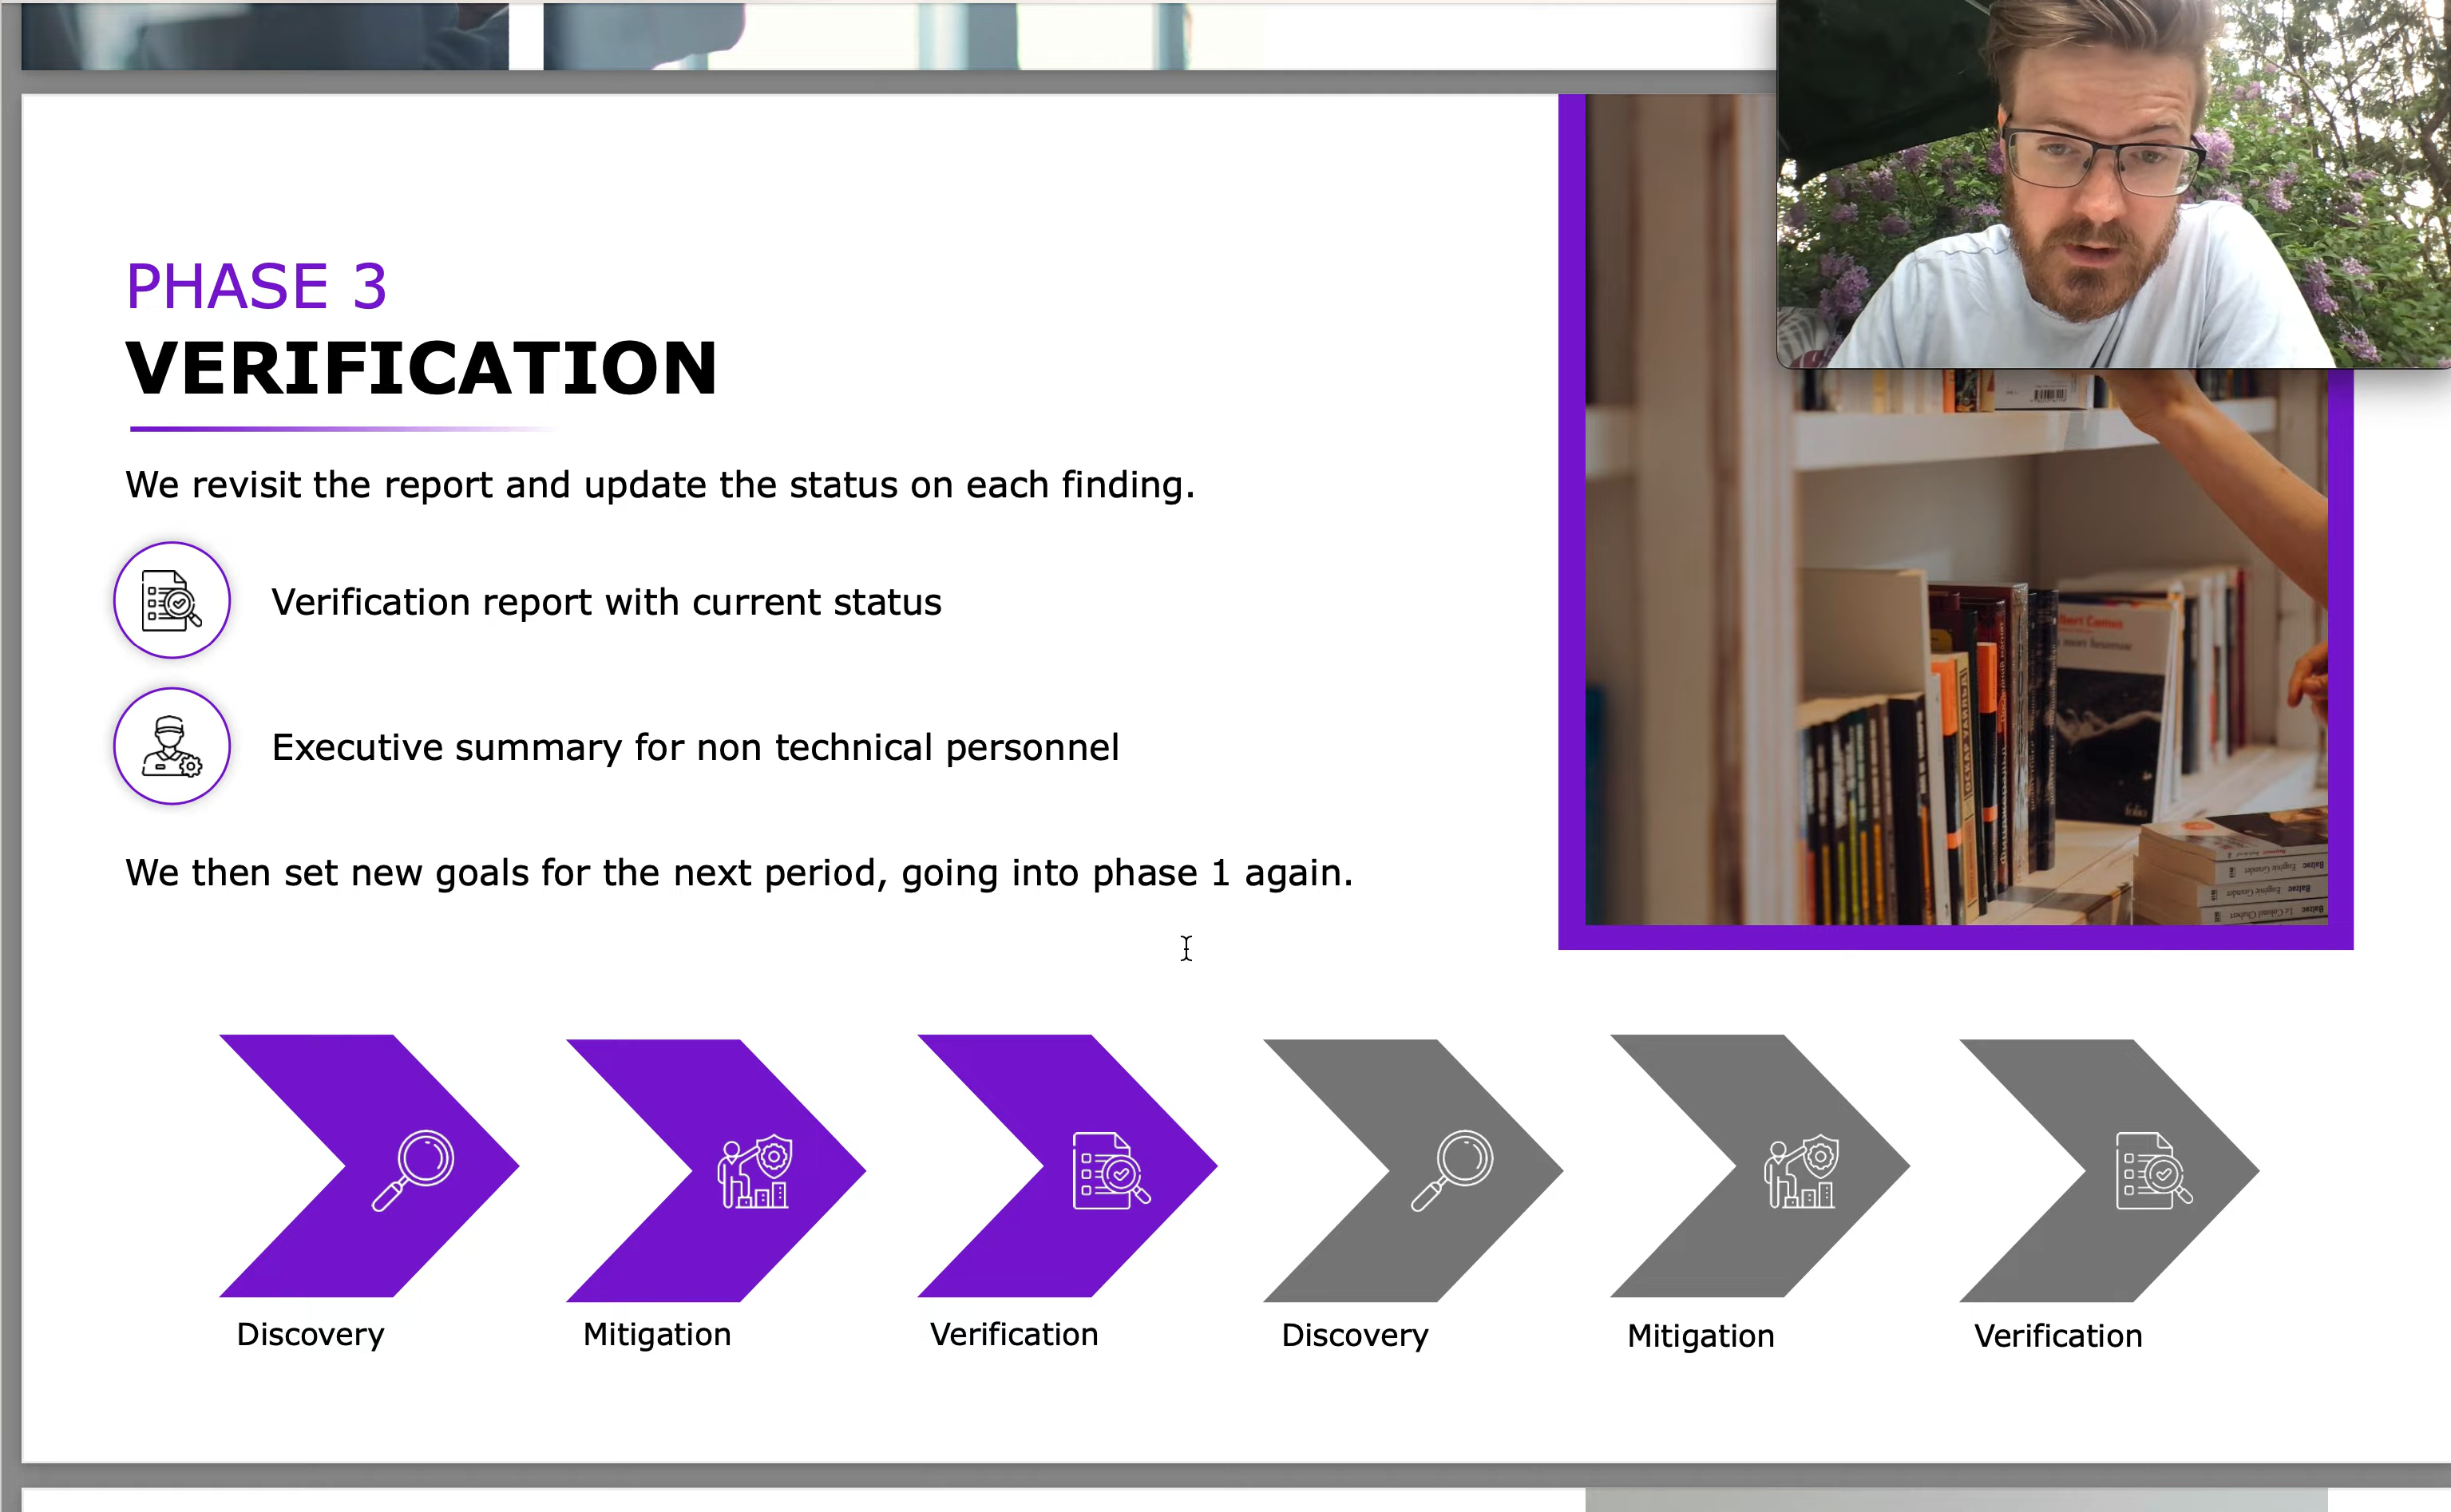 PHASE 3
VERIFICATION
We revisit the report and update the status on each finding.
Verification report with current status
Executive summary for non technical personnel
We then set new goals for the next period, going into phase 1 again.
Discovery
Mitigation
Verification
Discovery
Mitigation
Verification